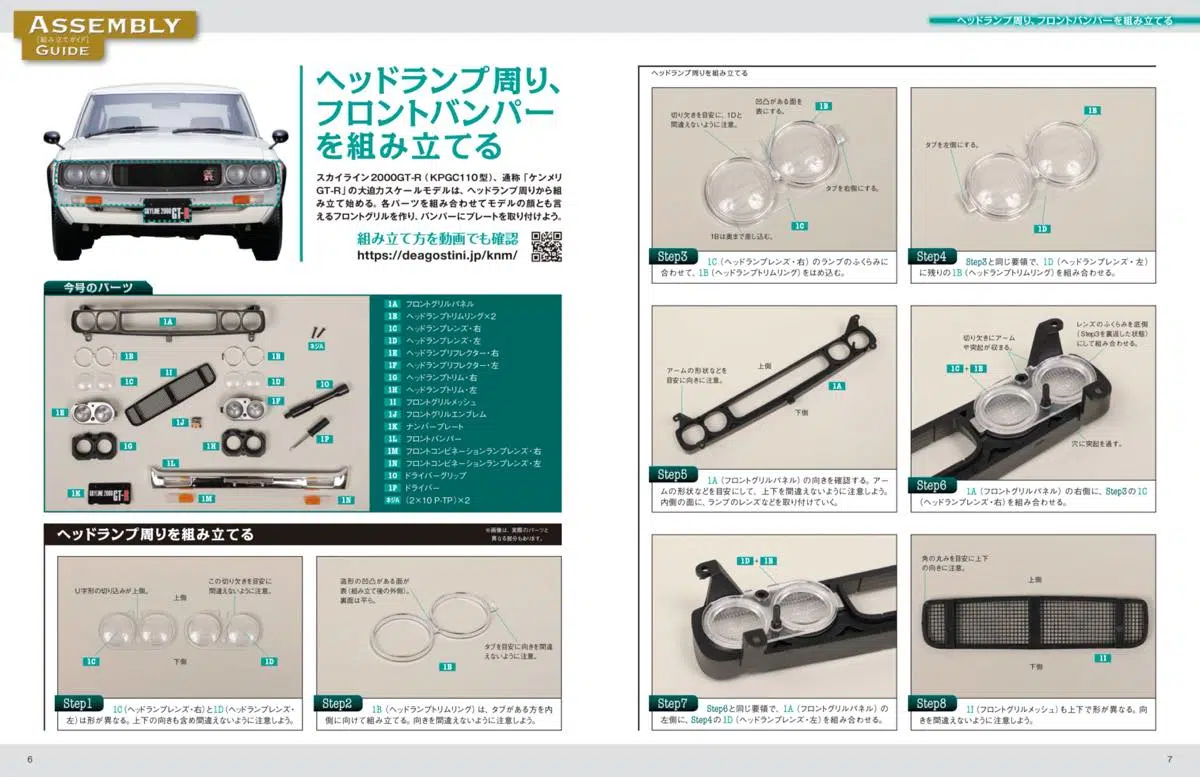 ASSEMBLY
[組み立てガイド]
GUIDE
ヘッドランプ周り、フロントバンパーを組み立てる
ヘッドランプ周り、
フロントバンパー
を組み立てる
スカイライン2000GT-R（KPGC110型）、通称「ケンメリ
GT-R」の大迫力スケールモデルは、ヘッドランプ周りから組
み立て始める。各パーツを組み合わせてモデルの顔とも言
えるフロントグリルを作り、バンパーにプレートを取り付けよう。
組み立て方を動画でも確認
https://deagostini.jp/knm/
SKYLINE 2000
GT-R
今号のパーツ
1A
1B
1B
ネジA
1C
1I
1D
1O
1E
1F
1J
1G
1H
1P
1L
1K
SKYLINE 2000
GT-R
1M
1N
1A フロントグリルパネル
1B ヘッドランプトリムリング×2
1C ヘッドランプレンズ・右
1D ヘッドランプレンズ・左
1E ヘッドランプリフレクター・右
1F ヘッドランプリフレクター・左
1G ヘッドランプトリム・右
1H ヘッドランプトリム・左
1I フロントグリルメッシュ
1J フロントグリルエンブレム
1K ナンバープレート
1L フロントバンパー
1M フロントコンビネーションランプレンズ・右
1N フロントコンビネーションランプレンズ・左
1O ドライバーグリップ
1P ドライバー
ネジA （2×10 P-TP）×2
ヘッドランプ周りを組み立てる
※画像は、実際のパーツと
異なる部分もあります。
U字形の切り込みが上側。
上側
この切り欠きを目安に
間違えないように注意。
1C
下側
1D
Step1
1C（ヘッドランプレンズ・右）と1D（ヘッドランプレンズ・
左）は形が異なる。上下の向きも含め間違えないように注意しよう。
溝形の凹凸がある面が
表（組み立て後の外側）。
裏面は平ら。
タブを目安に向きを間違
えないように注意。
1B
Step2
1B（ヘッドランプトリムリング）は、タブがある方を内
側に向けて組み立てる。向きを間違えないように注意しよう。
ヘッドランプ周りを組み立てる
切り欠きを目安に、1Dと
間違えないように注意。
凹凸がある面を
表にする。
1B
タブを右側にする。
1C
1Bは奥まで差し込む。
Step3
1C（ヘッドランプレンズ・右）のランプのふくらみに
合わせて、1B（ヘッドランプトリムリング）をはめ込む。
1B
タブを左側にする。
1D
Step4
Step3と同じ要領で、1D（ヘッドランプレンズ・左）
に残りの1B（ヘッドランプトリムリング）を組み合わせる。
アームの形状などを
目安に向きに注意。
上側
1A
下側
Step5
1A（フロントグリルパネル）の向きを確認する。アー
ムの形状などを目安にして、上下を間違えないように注意しよう。
内側の面に、ランプのレンズなどを取り付けていく。
切り欠きにアーム
や突起が収まる。
レンズのふくらみを底側
（Step3を裏返した状態）
にして組み合わせる。
1C + 1B
穴に突起を通す。
Step6
1A（フロントグリルパネル）の右側に、Step3の1C
（ヘッドランプレンズ・右）を組み合わせる。
1D + 1B
Step7
Step6と同じ要領で、1A（フロントグリルパネル）の
左側に、Step4の1D（ヘッドランプレンズ・左）を組み合わせる。
角の丸みを目安に上下
の向きに注意。
上側
下側
1I
Step8
1I（フロントグリルメッシュ）も上下で形が異なる。向
きを間違えないように注意しよう。
6
7